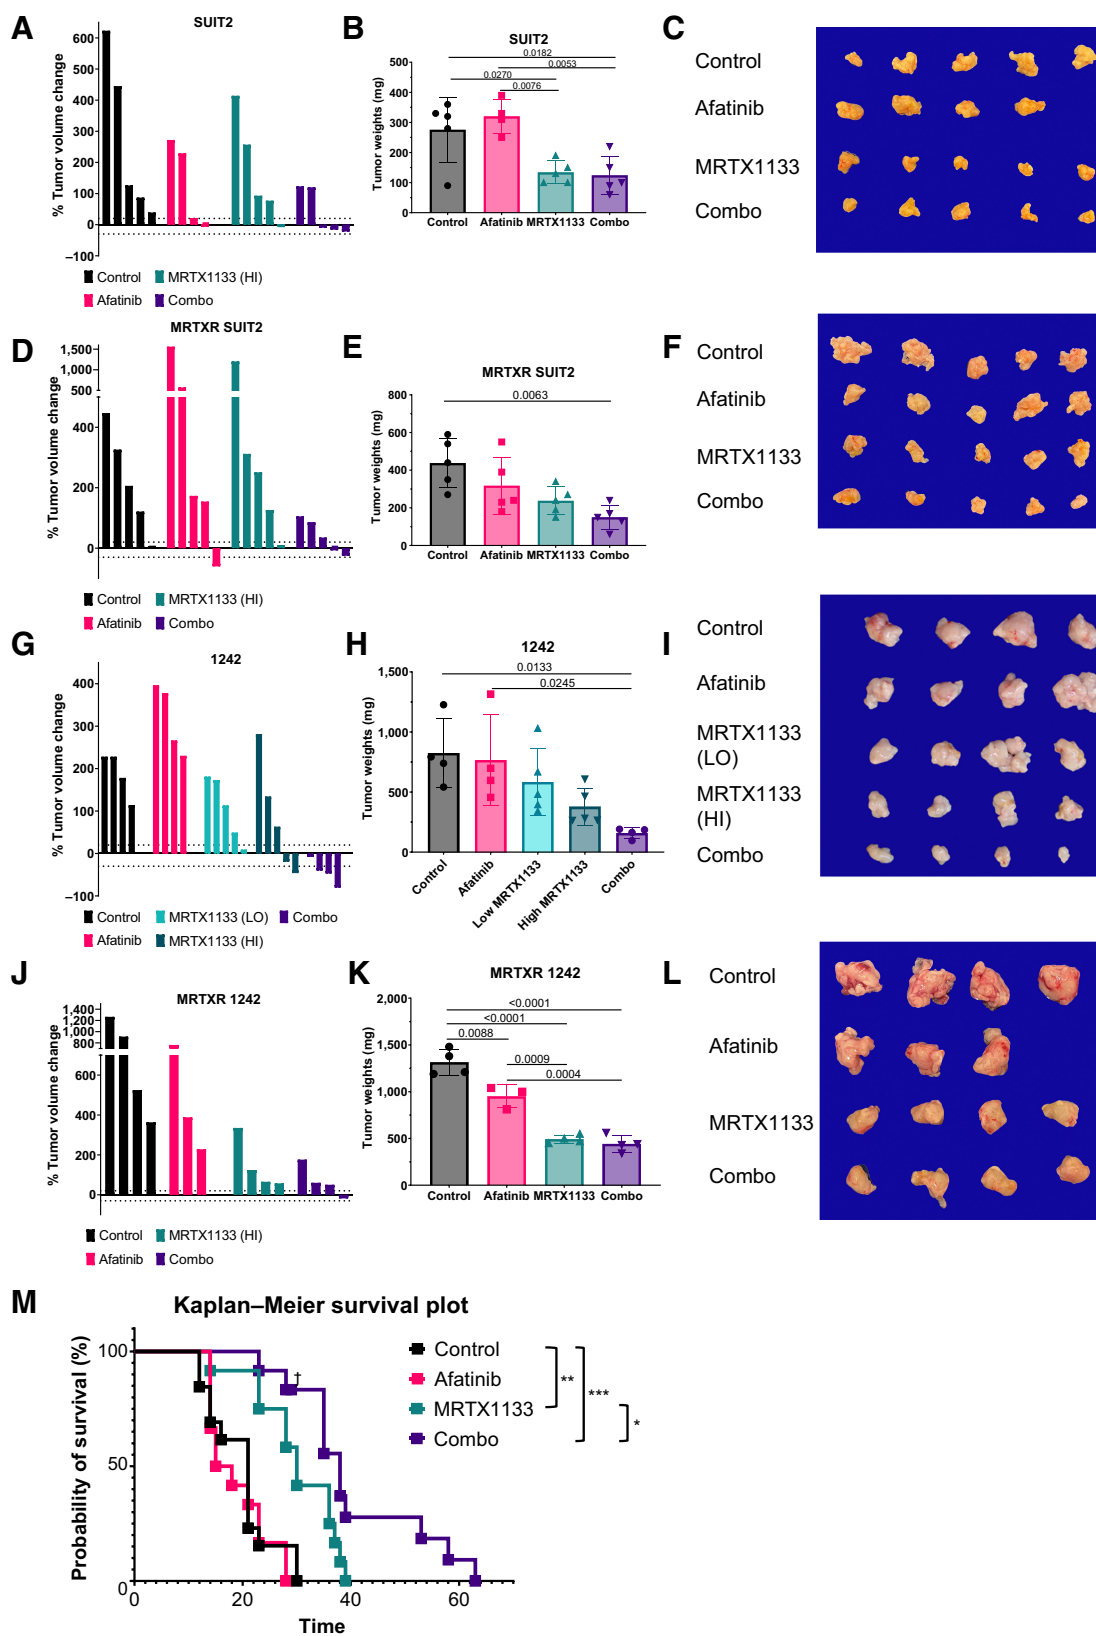 A
SUIT2
% Tumor volume change
600
500
400
300
200
100
0
–100
Control
MRTX1133 (HI)
Afatinib
Combo
B
SUIT2
0.0182
0.0053
0.0270
0.0076
Tumor weights (mg)
500
400
300
200
100
0
Control Afatinib MRTX1133 Combo
C
Control
Afatinib
MRTX1133
Combo
D
MRTXR SUIT2
% Tumor volume change
1,500
1,000
500
400
200
0
Control
MRTX1133 (HI)
Afatinib
Combo
E
MRTXR SUIT2
0.0063
Tumor weights (mg)
800
600
400
200
0
Control Afatinib MRTX1133 Combo
F
Control
Afatinib
MRTX1133
Combo
G
1242
% Tumor volume change
400
300
200
100
0
–100
Control
MRTX1133 (LO)
Combo
Afatinib
MRTX1133 (HI)
H
1242
0.0133
0.0245
Tumor weights (mg)
1,500
1,000
500
0
Control
Afatinib
Low MRTX1133
High MRTX1133
Combo
I
Control
Afatinib
MRTX1133
(LO)
MRTX1133
(HI)
Combo
J
MRTXR 1242
% Tumor volume change
1,400
1,200
1,000
800
600
400
200
0
Control
MRTX1133 (HI)
Afatinib
Combo
K
MRTXR 1242
<0.0001
<0.0001
0.0088
0.0009
0.0004
Tumor weights (mg)
2,000
1,500
1,000
500
0
Control Afatinib MRTX1133 Combo
L
Control
Afatinib
MRTX1133
Combo
M
Kaplan–Meier survival plot
Probability of survival (%)
100
50
0
†
Control
Afatinib
MRTX1133
Combo
**
***
*
0 20 40 60
Time